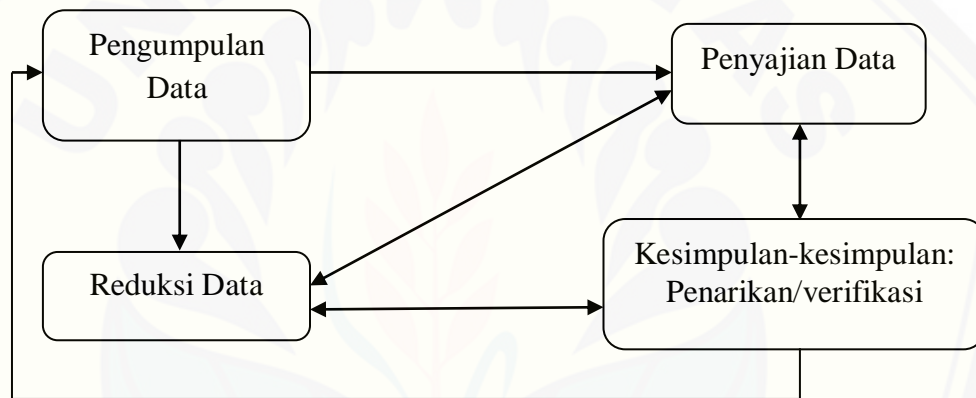 Pengumpulan
Data
Penyajian Data
Reduksi Data
Kesimpulan-kesimpulan:
Penarikan/verifikasi